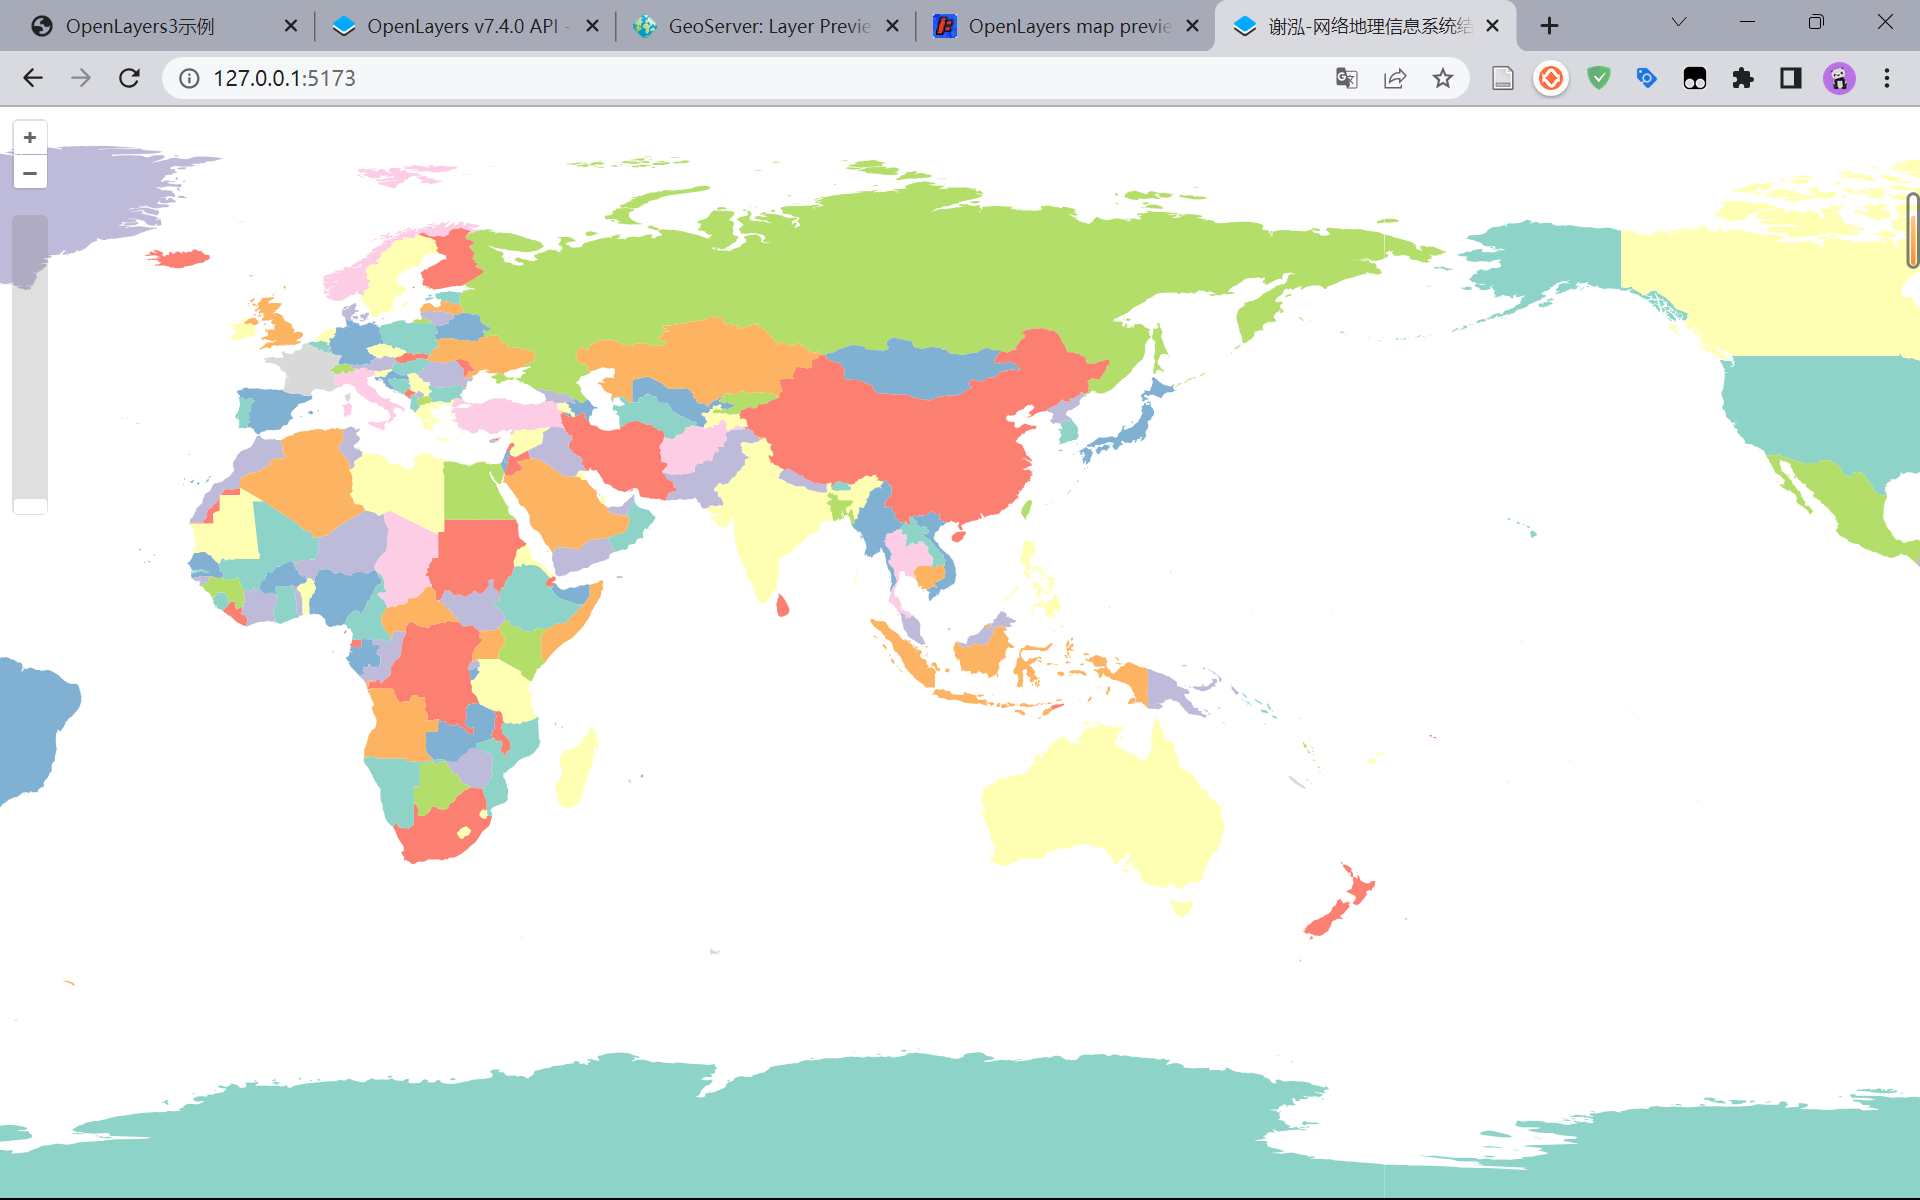 OpenLayers3示例
OpenLayers v7.4.0 API -
GeoServer: Layer Previe
OpenLayers map previe
谢泓-网络地理信息系统结
127.0.0.1:5173
+
−